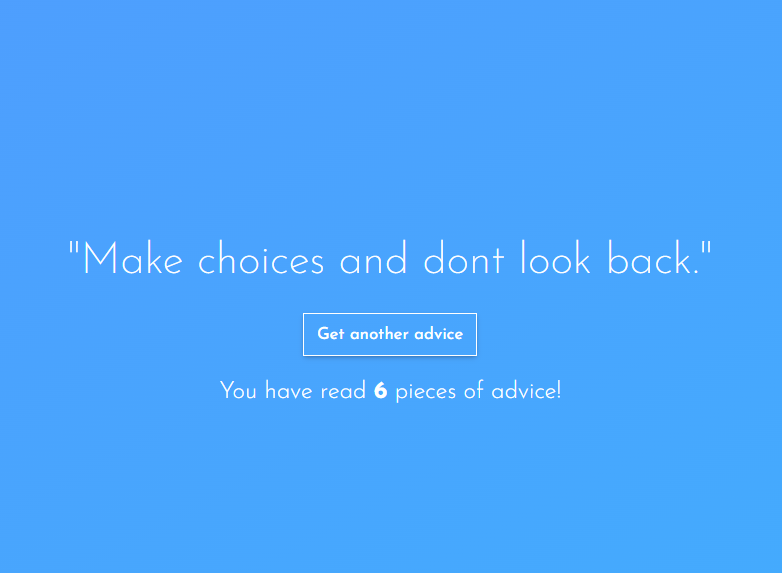 "Make choices and dont look back."
Get another advice
You have read 6 pieces of advice!